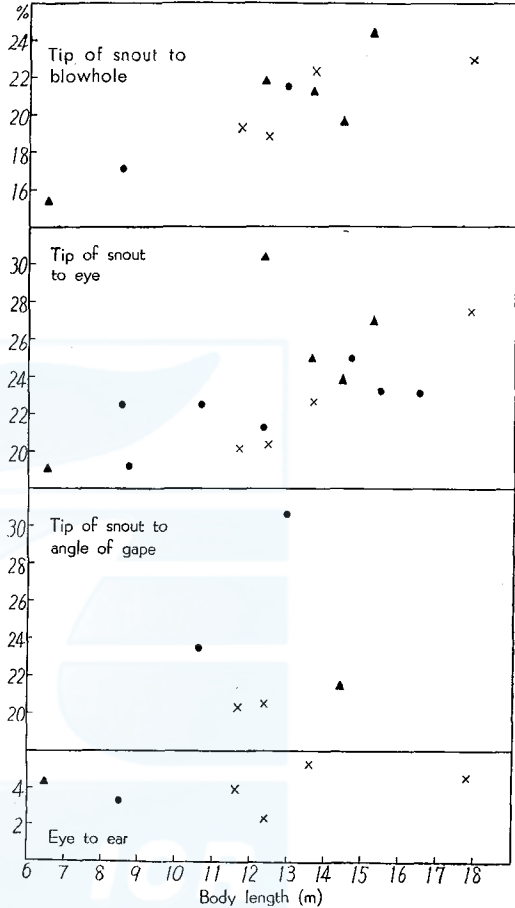 %
24
22
20
18
16
Tip of snout to
blowhole
30
28
26
24
22
20
Tip of snout
to eye
30
28
26
24
22
20
Tip of snout to
angle of gape
4
2
Eye to ear
6 7 8 9 10 11 12 13 14 15 16 17 18
Body length (m)
IOR